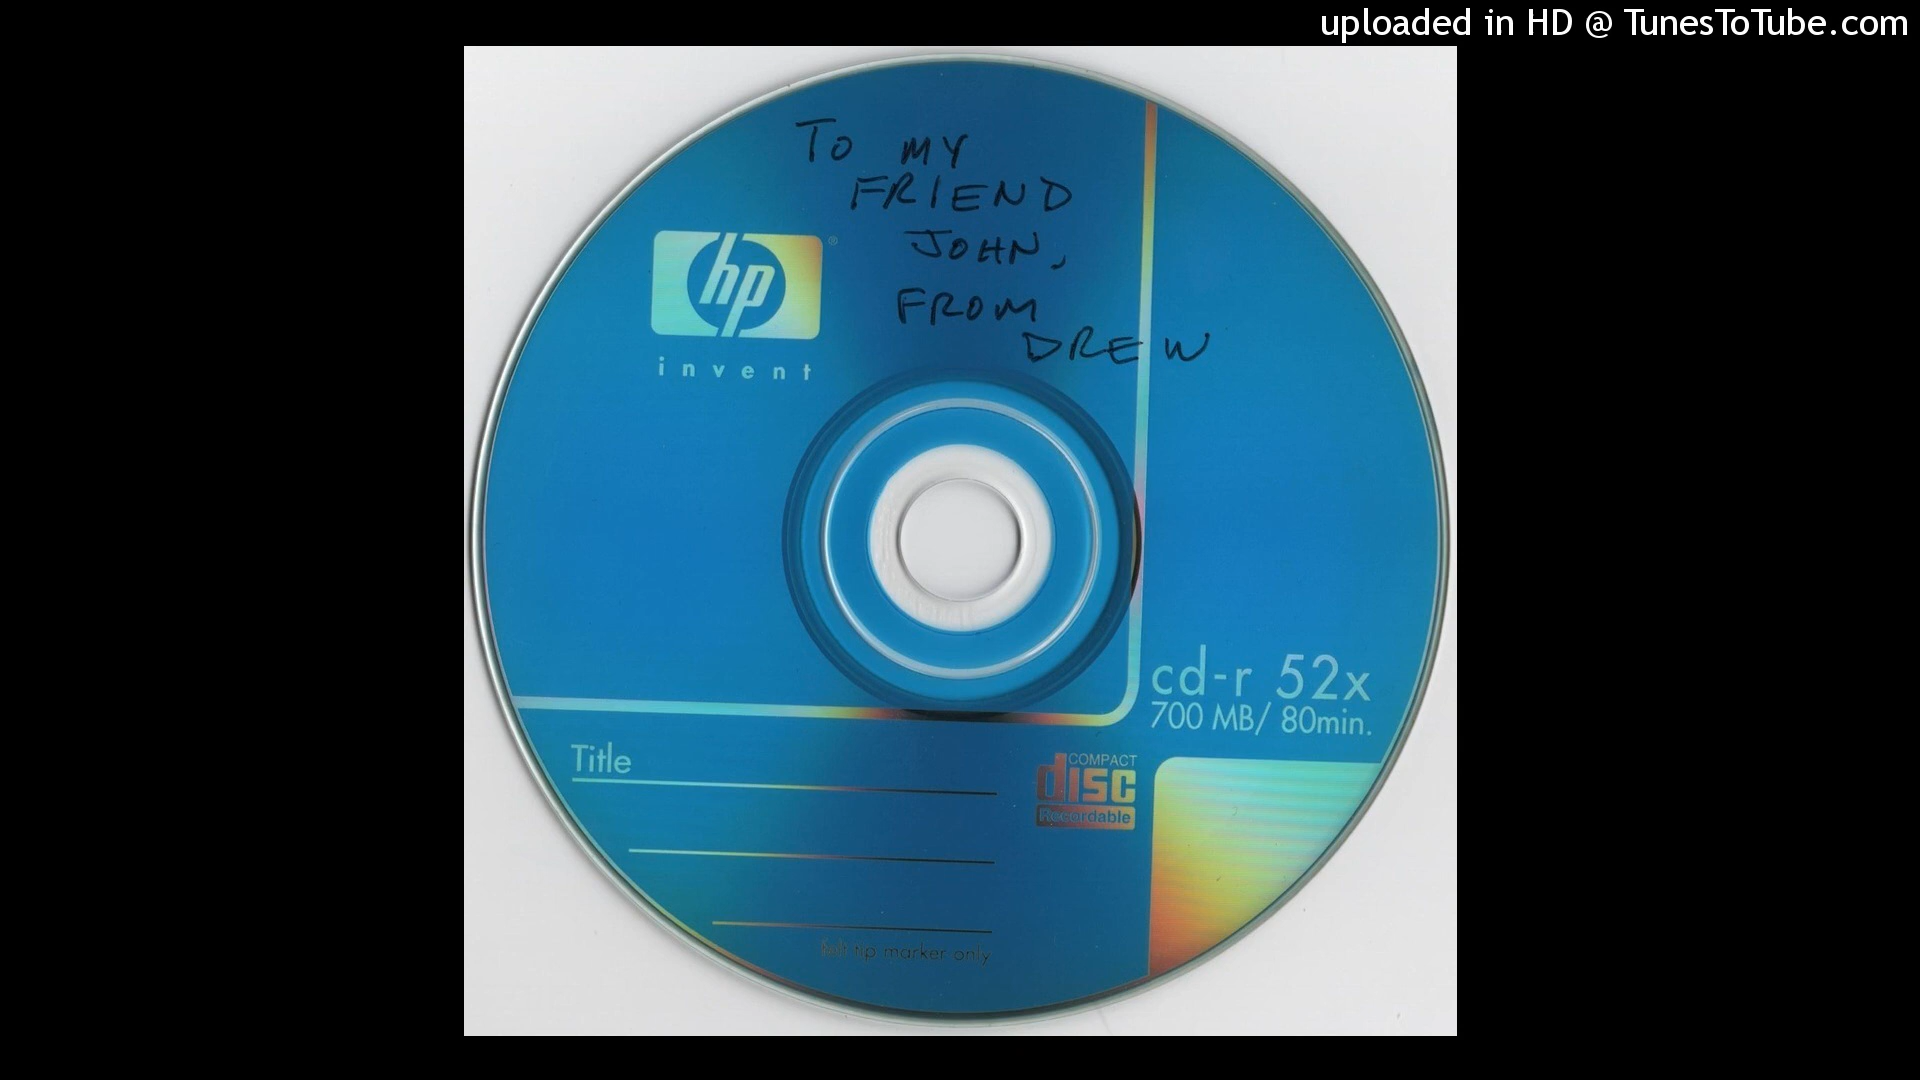 uploaded in HD @ TunesToTube.com
TO MY
FRIEND
JOHN,
FROM
DREW
hp®
invent
cd-r 52x
700 MB/ 80min.
Title
COMPACT
disc
Recordable
felt tip marker only